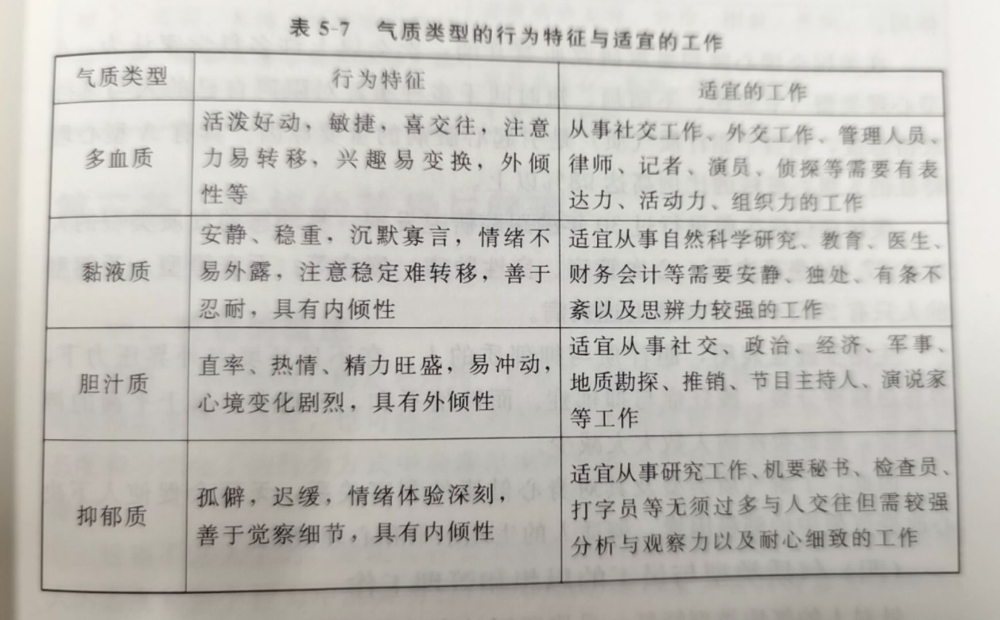 表 5-7 气质类型的行为特征与适宜的工作
气质类型
行为特征
适宜的工作
多血质
活泼好动，敏捷，喜交往，注意
力易转移，兴趣易变换，外倾
性等
从事社交工作、外交工作、管理人员、
律师、记者、演员、侦探等需要有表
达力、活动力、组织力的工作
黏液质
安静、稳重，沉默寡言，情绪不
易外露，注意稳定难转移，善于
忍耐，具有内倾性
适宜从事自然科学研究、教育、医生、
财务会计等需要安静、独处、有条不
紊以及思辨力较强的工作
胆汁质
直率、热情、精力旺盛，易冲动，
心境变化剧烈，具有外倾性
适宜从事社交、政治、经济、军事、
地质勘探、推销、节目主持人、演说家
等工作
抑郁质
孤僻，迟缓，情绪体验深刻，
善于觉察细节，具有内倾性
适宜从事研究工作、机要秘书、检查员、
打字员等无须过多与人交往但需较强
分析与观察力以及耐心细致的工作